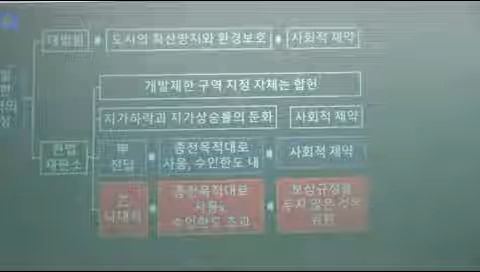 대법원
도시의 확산방지와 환경보호
사회적 제약
개발제한 구역 지정 자체는 합헌
지가하락과 지가상승률의 둔화
사회적 제약
헌법
재판소
甲
전답
종전목적대로
사용, 수인한도 내
사회적 제약
乙
나대지
종전목적대로
사용×,
수인한도 초과
보상규정을
두지 않은 것은
위헌